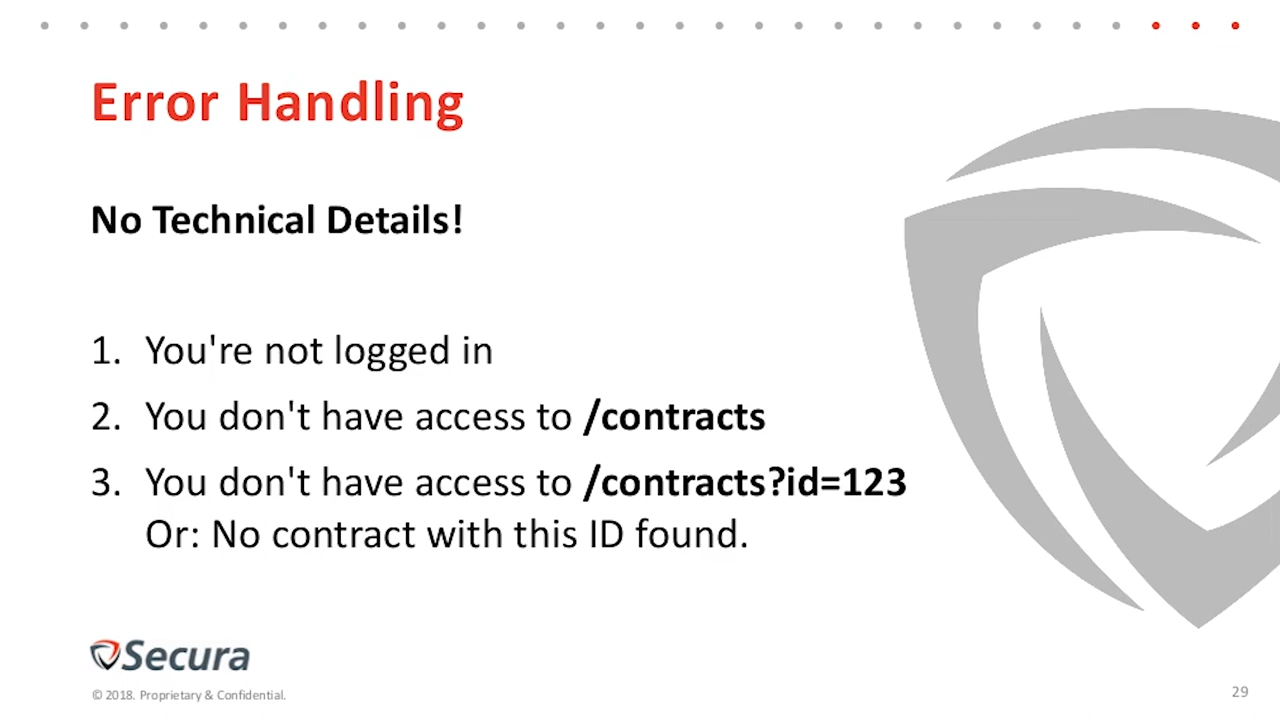 Error Handling
No Technical Details!
1. You're not logged in
2. You don't have access to /contracts
3. You don't have access to /contracts?id=123
Or: No contract with this ID found.
Secura
© 2018. Proprietary & Confidential.
29